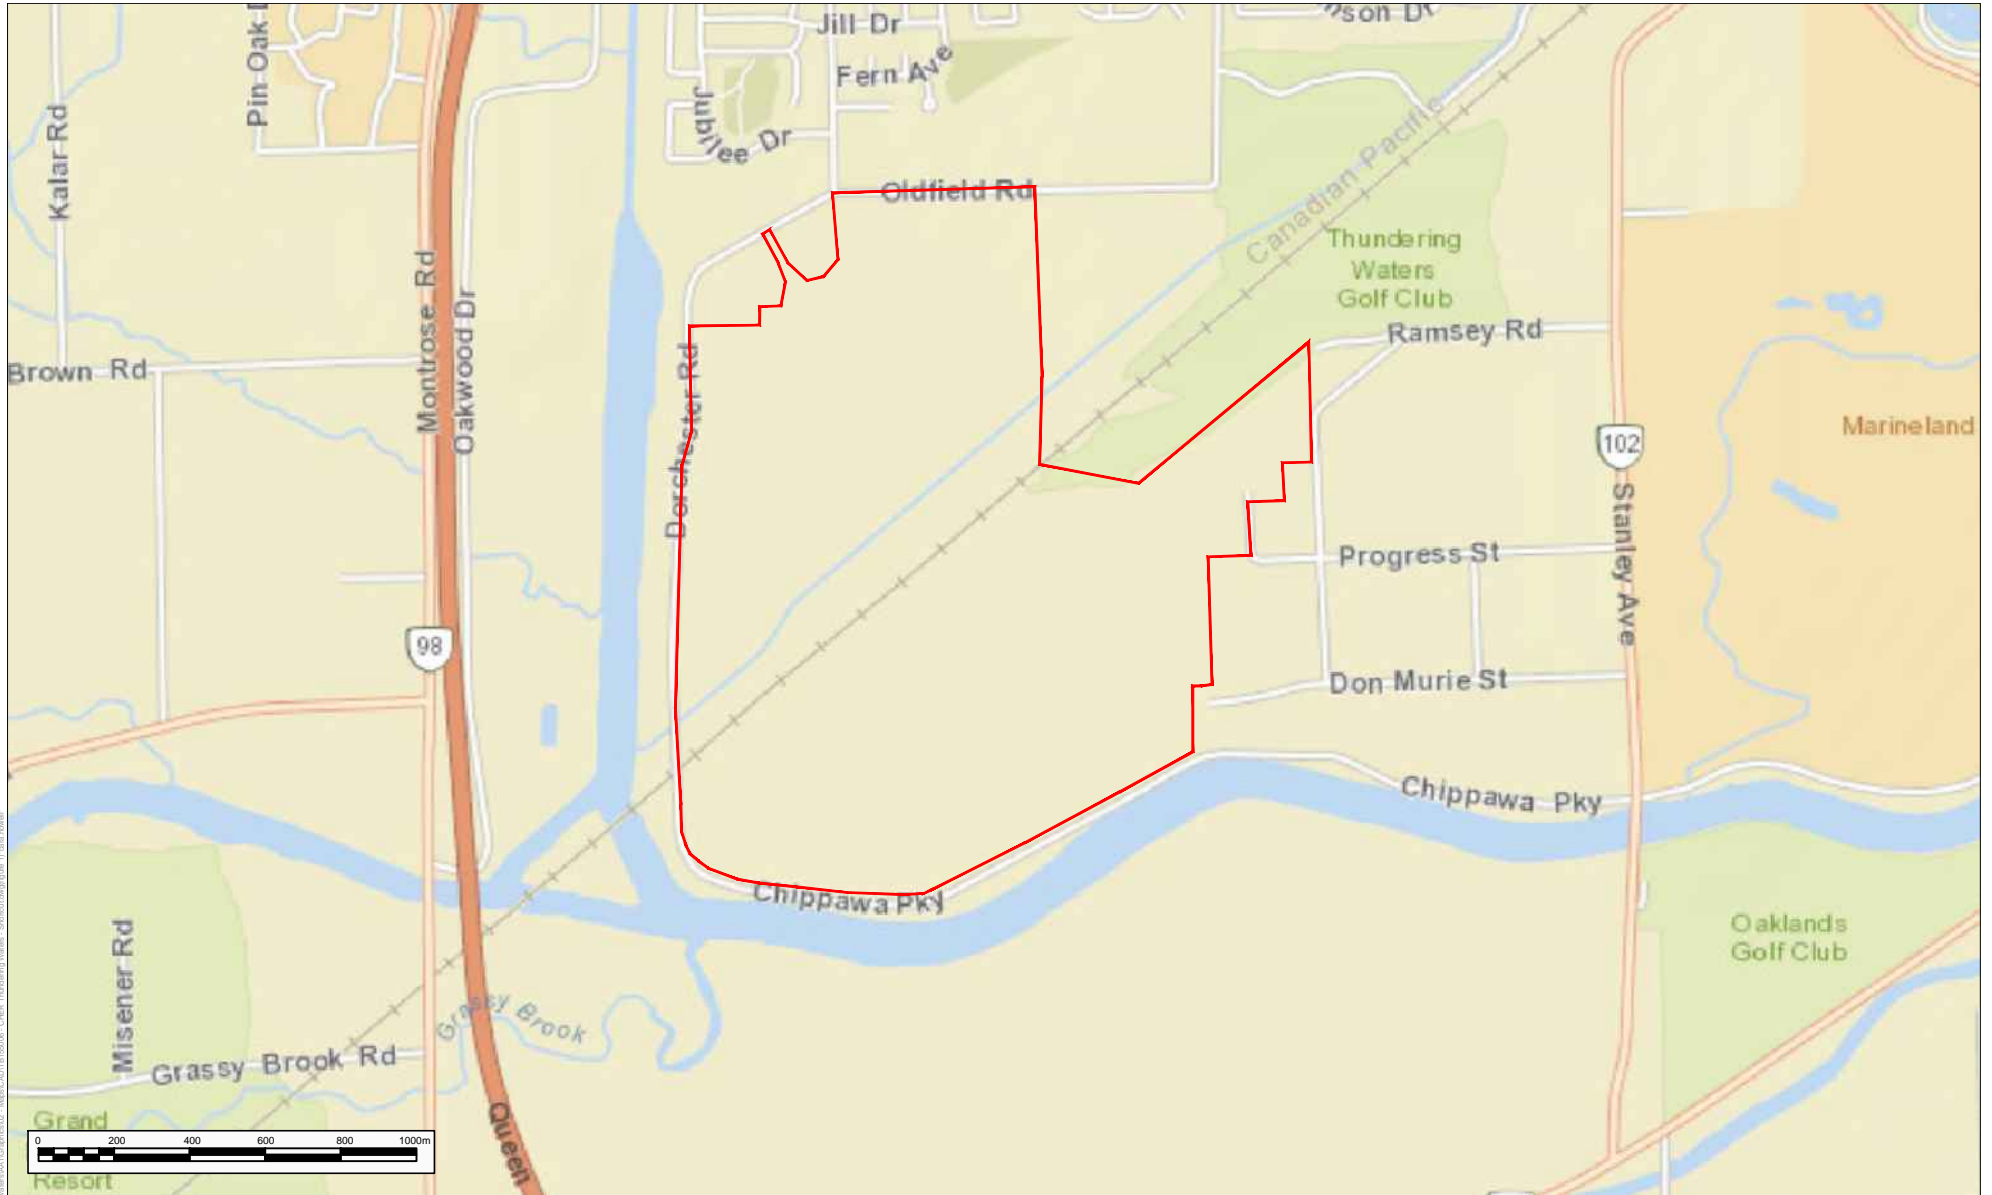 Pin Oak
Jill Dr
Fern Ave
Jubilee Dr
Kalar Rd
Oldfield Rd
Canadian Pacific
Thundering
Waters
Golf Club
Montrose Rd
Oakwood Dr
Brown Rd
Dorchester Rd
Ramsey Rd
Marineland
102
Stanley Ave
Progress St
98
Don Murie St
Chippawa Pky
Chippawa Pky
Oaklands
Golf Club
Misener Rd
Grassy Brook
Grassy Brook Rd
Queen
Grand
Resort
0 200 400 600 800 1000m